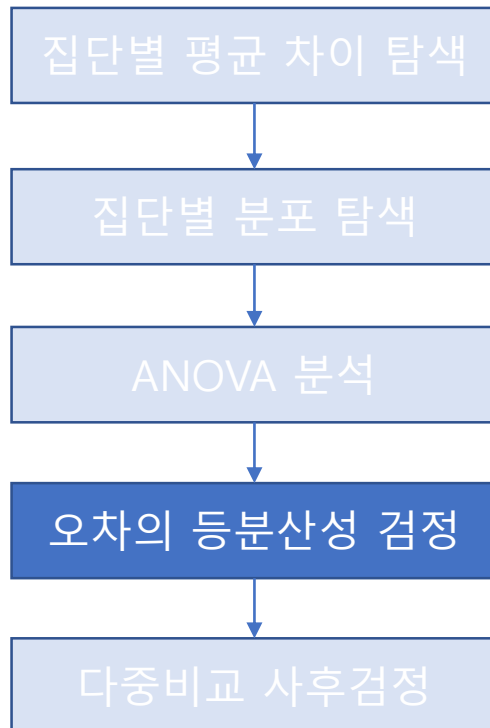 집단별 평균 차이 탐색
집단별 분포 탐색
ANOVA 분석
오차의 등분산성 검정
다중비교 사후검정